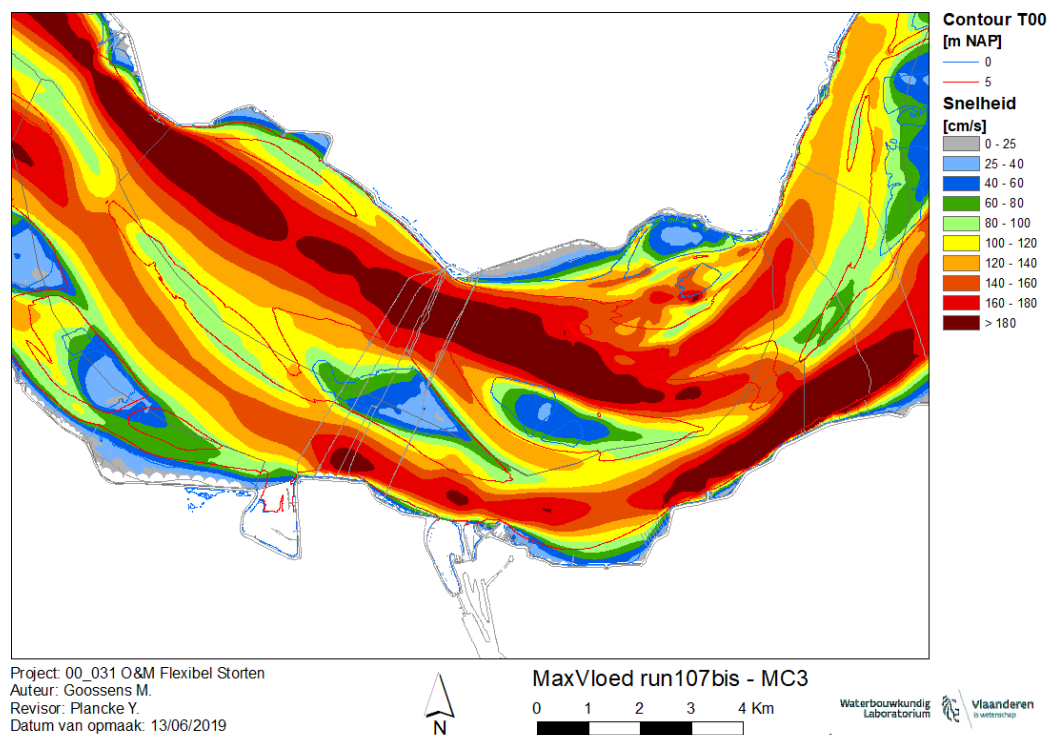 Contour T00
[m NAP]
0
5
Snelheid
[cm/s]
0 - 25
25 - 40
40 - 60
60 - 80
80 - 100
100 - 120
120 - 140
140 - 160
160 - 180
> 180
Project: 00_031 O&M Flexibel Storten
Auteur: Goossens M.
Revisor: Plancke Y.
Datum van opmaak: 13/06/2019
N
MaxVloed run107bis - MC3
0 1 2 3 4 Km
Waterbouwkundig
Laboratorium
Vlaanderen
is wetenschap